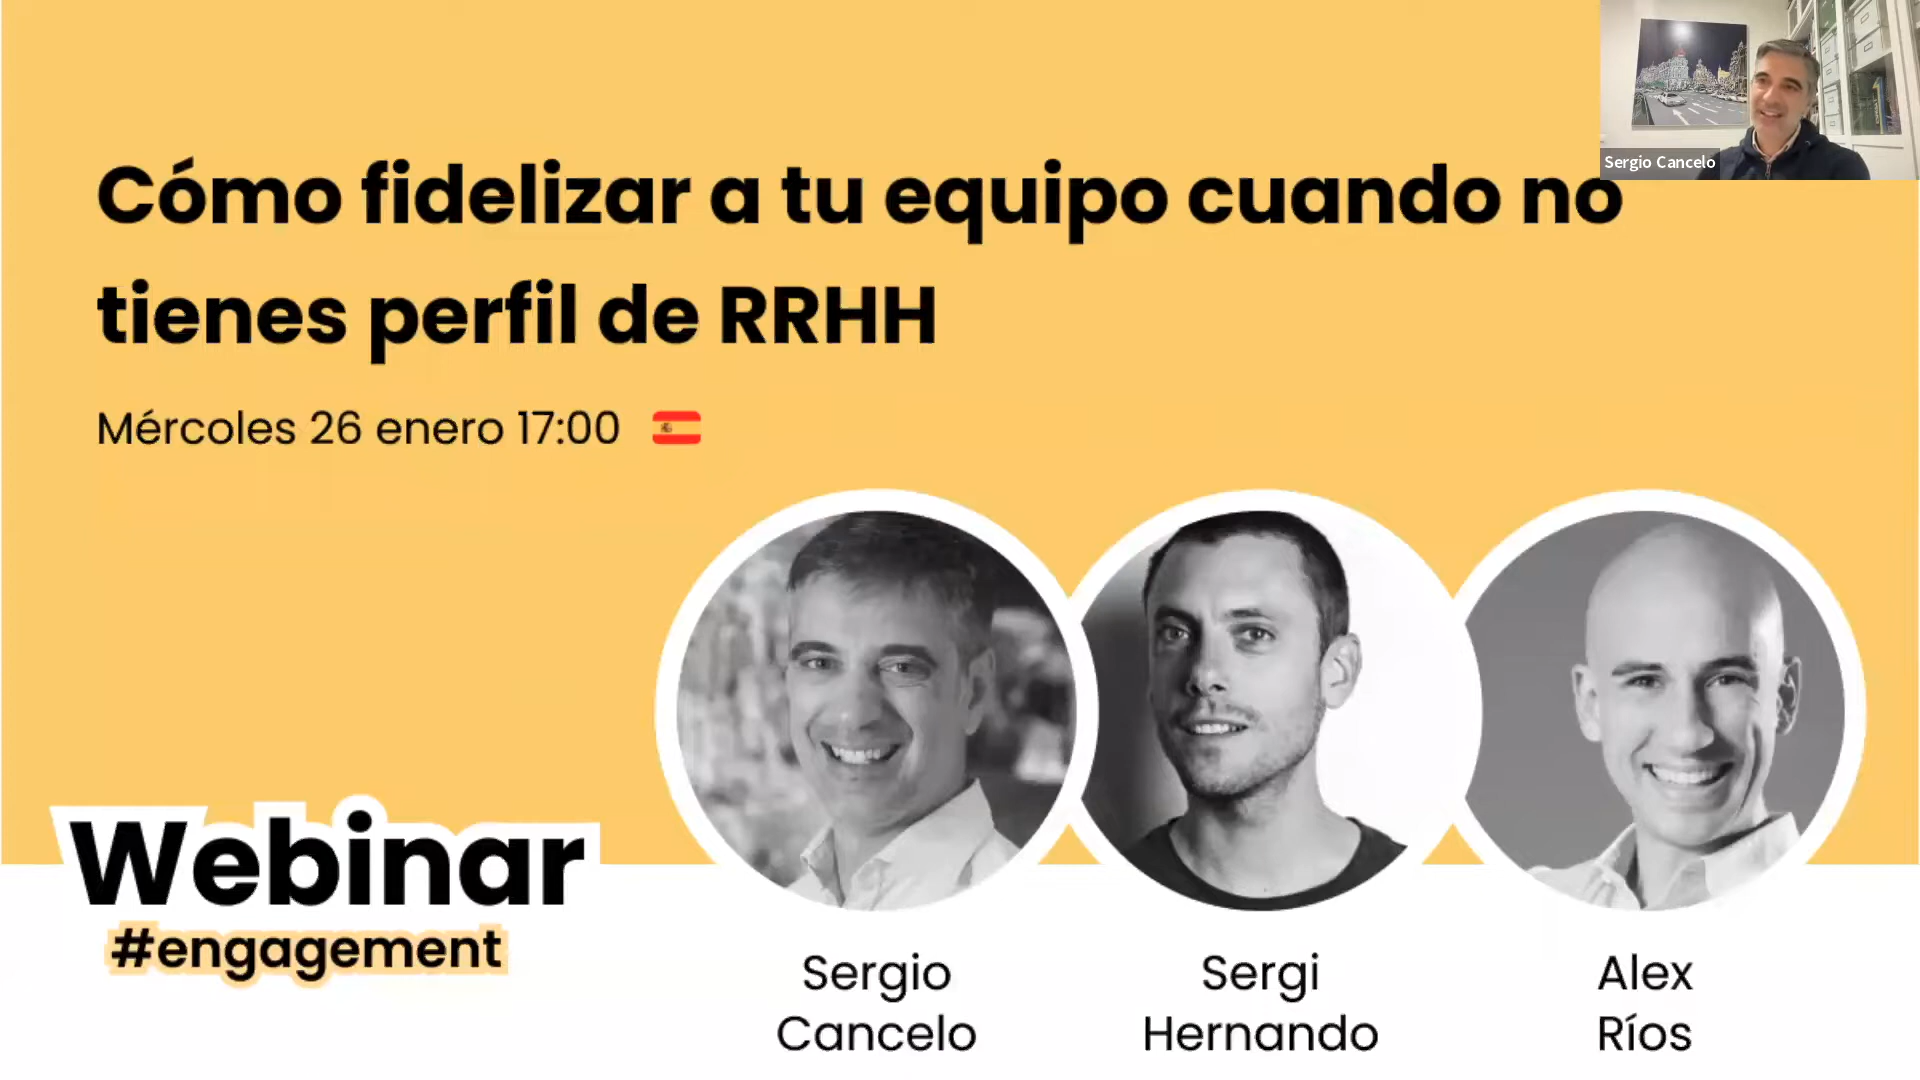 Sergio Cancelo
Cómo fidelizar a tu equipo cuando no
tienes perfil de RRHH
Mércoles 26 enero 17:00
Webinar
#engagement
Sergio
Cancelo
Sergi
Hernando
Alex
Ríos